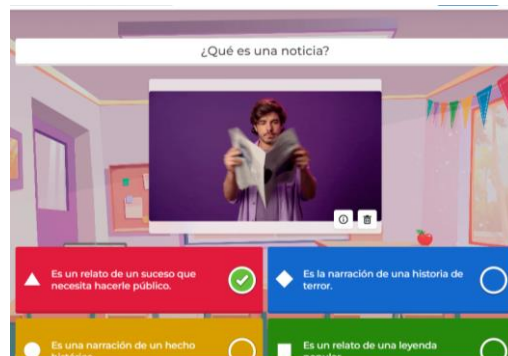 ¿Qué es una noticia?
Es un relato de un suceso que
necesita hacerle público.
Es la narración de una historia de
terror.
Es una narración de un hecho
Es un relato de una leyenda